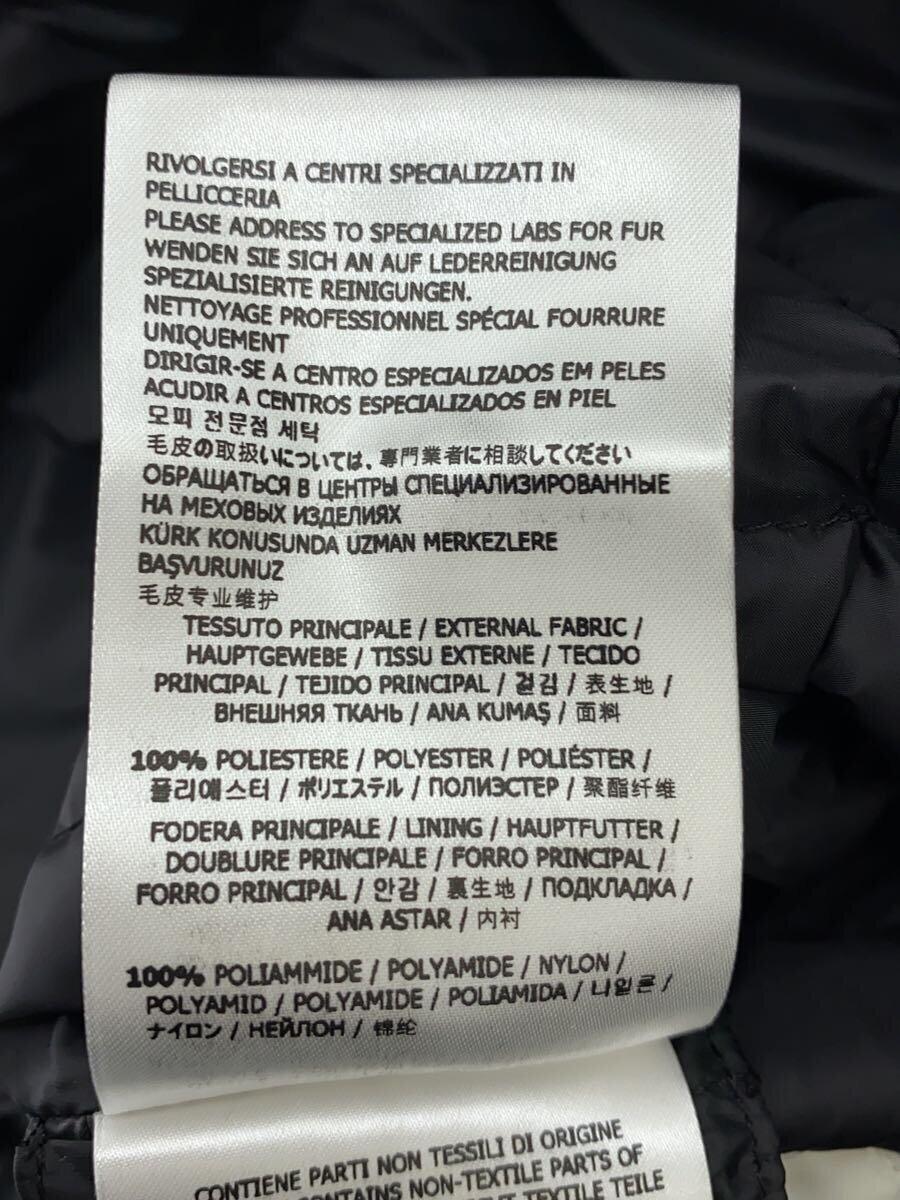 RIVOLGERSI A CENTRI SPECIALIZZATI IN
PELLICCERIA
PLEASE ADDRESS TO SPECIALIZED LABS FOR FUR
WENDEN SIE SICH AN AUF LEDERREINIGUNG
SPEZIALISIERTE REINIGUNGEN.
NETTOYAGE PROFESSIONNEL SPÉCIAL FOURRURE
UNIQUEMENT
DIRIGIR-SE A CENTRO ESPECIALIZADOS EM PELES
ACUDIR A CENTROS ESPECIALIZADOS EN PIEL
모피 전문점 세탁
毛皮の取扱いについては、専門業者に相談してください
ОБРАЩАТЬСЯ В ЦЕНТРЫ СПЕЦИАЛИЗИРОВАННЫЕ
НА МЕХОВЫХ ИЗДЕЛИЯХ
KÜRK KONUSUNDA UZMAN MERKEZLERE
BAŞVURUNUZ
毛皮专业维护
TESSUTO PRINCIPALE / EXTERNAL FABRIC /
HAUPTGEWEBE / TISSU EXTERNE / TECIDO
PRINCIPAL / TEJIDO PRINCIPAL / 겉감 / 表生地 /
ВНЕШНЯЯ ТКАНЬ / ANA KUMAŞ / 面料
100% POLIESTERE / POLYESTER / POLIÉSTER /
폴리에스터 / ポリエステル / ПОЛИЭСТЕР / 聚酯纤维
FODERA PRINCIPALE / LINING / HAUPTFUTTER /
DOUBLURE PRINCIPALE / FORRO PRINCIPAL /
FORRO PRINCIPAL / 안감 / 裏生地 / ПОДКЛАДКА /
ANA ASTAR / 内衬
100% POLIAMMIDE / POLYAMIDE / NYLON /
POLYAMID / POLYAMIDE / POLIAMIDA / 나일론 /
ナイロン / НЕЙЛОН / 锦纶
CONTIENE PARTI NON TESSILI DI ORIGINE
CONTAINS NON-TEXTILE PARTS OF
TEXTILE TEILE